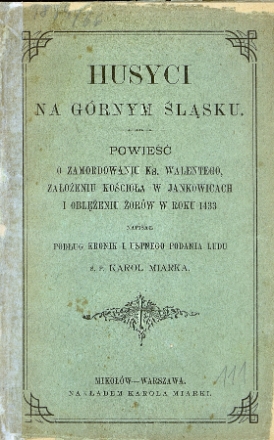 HUSYCI
NA GÓRNYM ŚLĄSKU.
POWIEŚĆ
O ZAMORDOWANIU KS. WALENTEGO,
ZAŁOŻENIU KOŚCIOŁA W JANKOWICACH
I OBLĘŻENIU ŻORÓW W ROKU 1433
NAPISAŁ
PODŁUG KRONIK I USTNEGO PODANIA LUDU
Ś. P. KAROL MIARKA.
MIKOŁÓW—WARSZAWA.
NAKŁADEM KAROLA MIARKI.
111